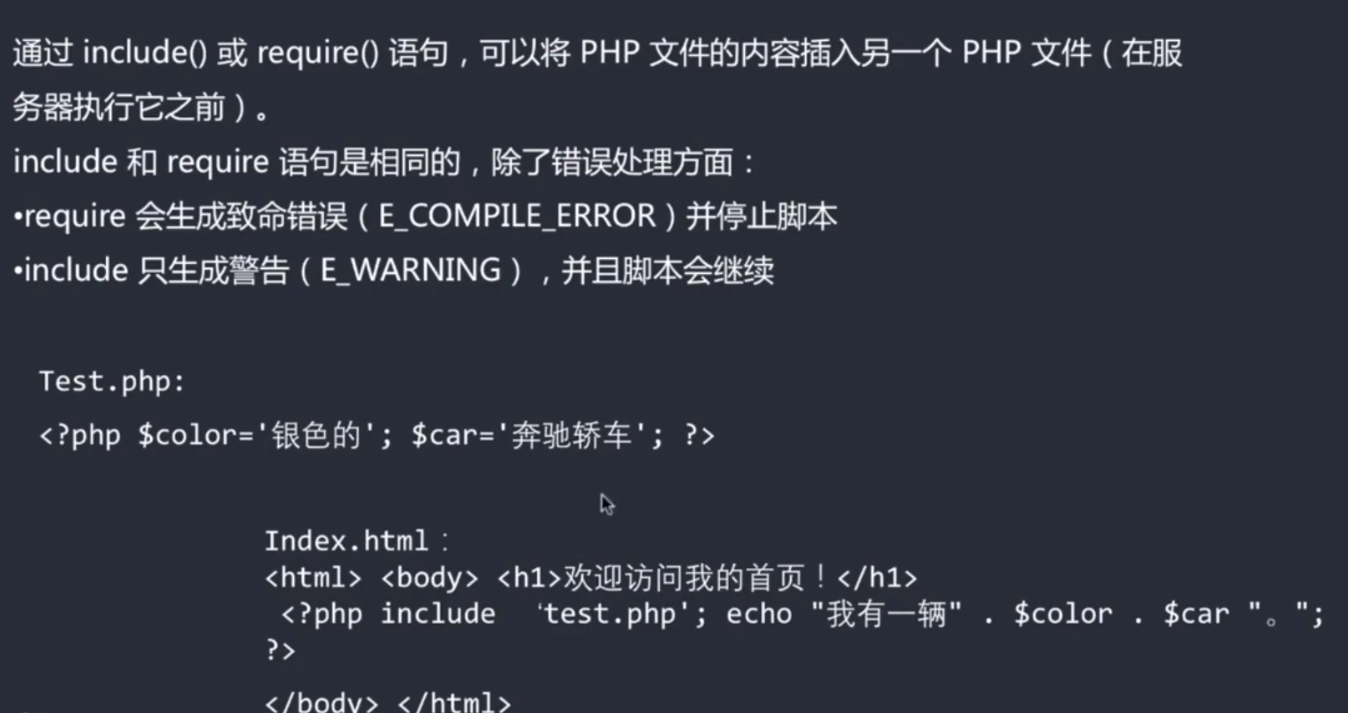 通过 include() 或 require() 语句，可以将 PHP 文件的内容插入另一个 PHP 文件（在服
务器执行它之前）。
include 和 require 语句是相同的，除了错误处理方面：
•require 会生成致命错误（E_COMPILE_ERROR）并停止脚本
•include 只生成警告（E_WARNING），并且脚本会继续
Test.php:
<?php $color='银色的'; $car='奔驰轿车'; ?>
Index.html：
<html> <body> <h1>欢迎访问我的首页！</h1>
<?php include ‘test.php'; echo "我有一辆" . $color . $car "。";
?>
</body> </html>